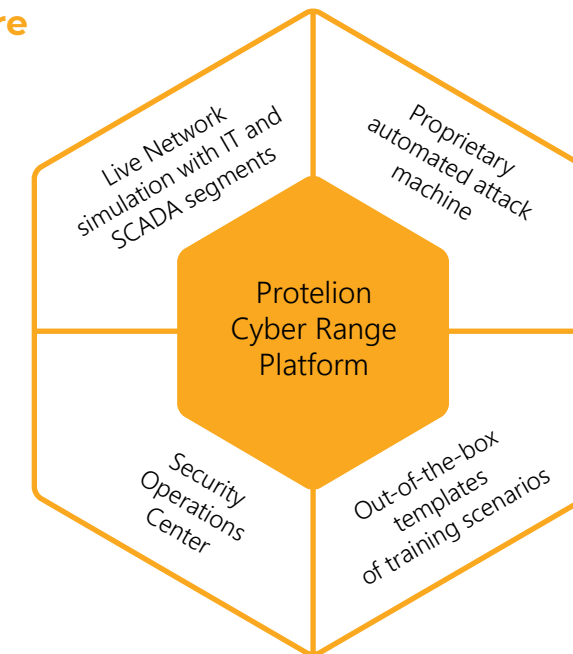 re
Live Network
simulation with IT and
SCADA segments
Proprietary
automated attack
machine
Protelion
Cyber Range
Platform
Security
Operations
Center
Out-of-the-box
templates
of training scenarios